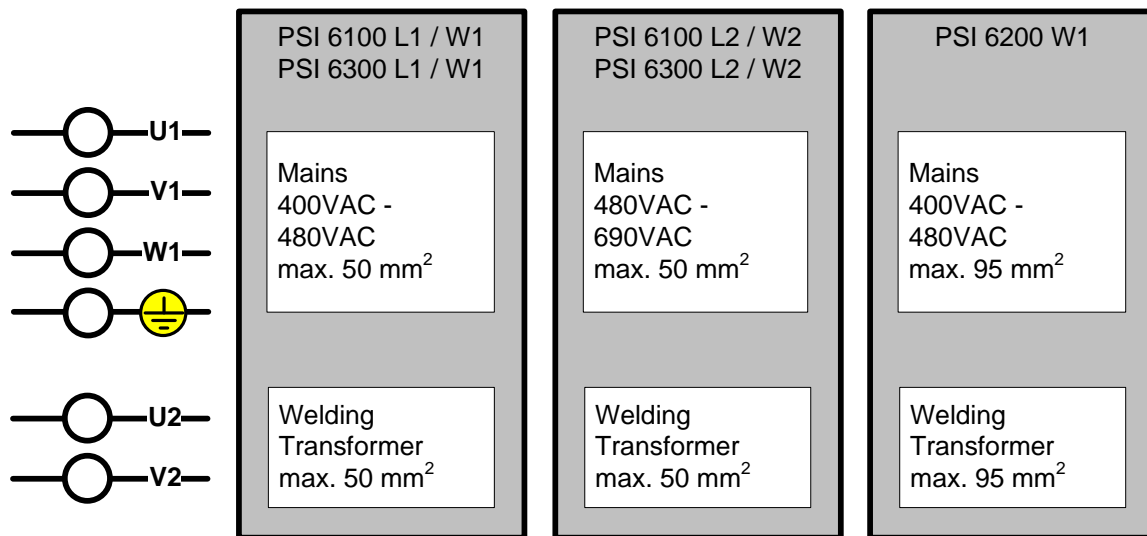 U1
V1
W1
U2
V2
PSI 6100 L1 / W1
PSI 6300 L1 / W1
Mains
400VAC -
480VAC
max. 50 mm²
Welding
Transformer
max. 50 mm²
PSI 6100 L2 / W2
PSI 6300 L2 / W2
Mains
480VAC -
690VAC
max. 50 mm²
Welding
Transformer
max. 50 mm²
PSI 6200 W1
Mains
400VAC -
480VAC
max. 95 mm²
Welding
Transformer
max. 95 mm²